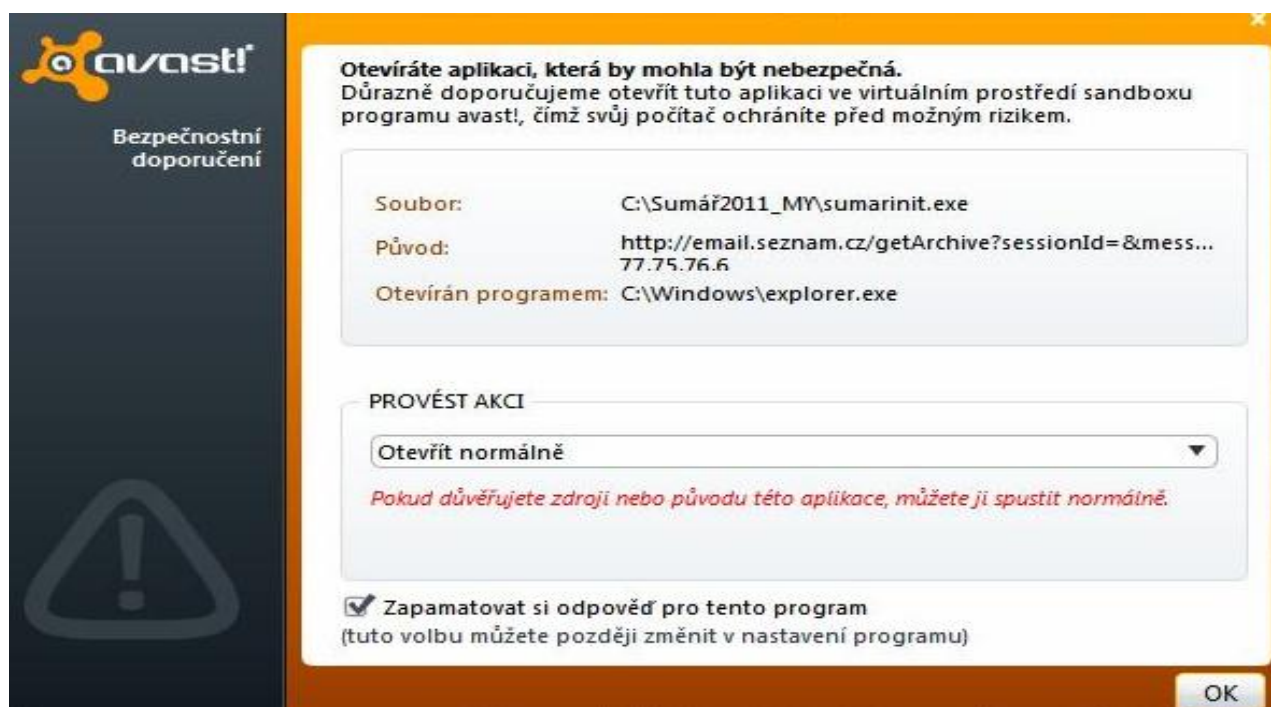 avast!
Bezpečnostní
doporučení
Otevíráte aplikaci, která by mohla být nebezpečná.
Důrazně doporučujeme otevřít tuto aplikaci ve virtuálním prostředí sandboxu
programu avast!, čímž svůj počítač ochráníte před možným rizikem.
Soubor: C:\Sumář2011_MY\sumarinit.exe
Původ: http://email.seznam.cz/getArchive?sessionId=&mess...
77.75.76.6
Otevírán programem: C:\Windows\explorer.exe
PROVÉST AKCI
Otevřít normálně
Pokud důvěřujete zdroji nebo původu této aplikace, můžete ji spustit normálně.
Zapamatovat si odpověď pro tento program
(tuto volbu můžete později změnit v nastavení programu)
OK